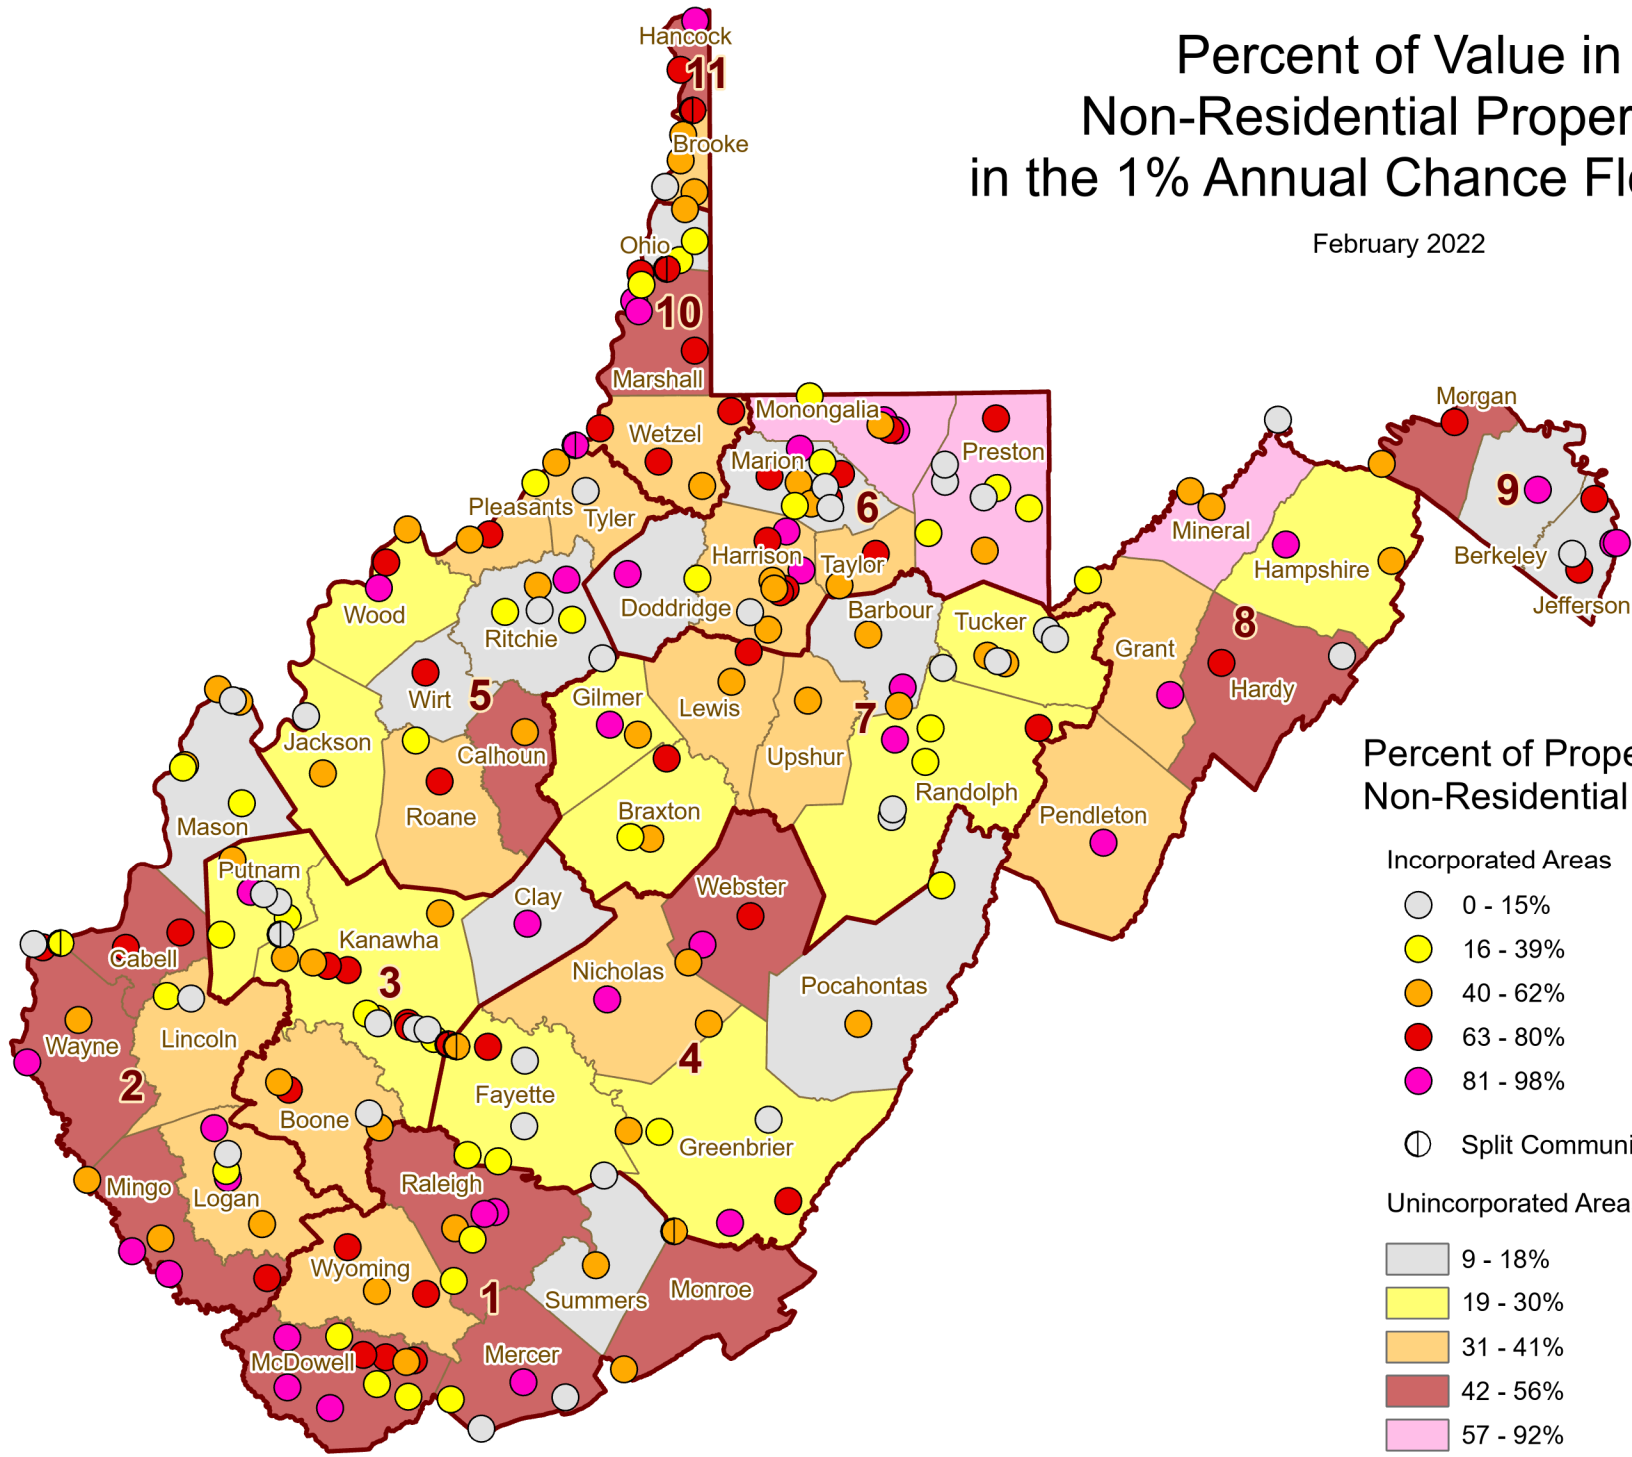 Percent of Value in
Non-Residential Proper
in the 1% Annual Chance Flo
February 2022
Hancock
11
Brooke
Ohio
10
Marshall
Wetzel
Monongalia
Preston
Marion
6
Pleasants
Tyler
Harrison
Taylor
Doddridge
Barbour
Wood
Ritchie
Tucker
Wirt
5
Gilmer
Lewis
7
Jackson
Calhoun
Upshur
Roane
Braxton
Randolph
Mason
Morgan
9
Mineral
Berkeley
Hampshire
Jefferson
8
Grant
Hardy
Pendleton
Putnam
Webster
Clay
Kanawha
Cabell
3
Nicholas
Pocahontas
Lincoln
Wayne
4
2
Fayette
Boone
Greenbrier
Mingo
Logan
Raleigh
Wyoming
1
Summers
Monroe
McDowell
Mercer
Percent of Prope
Non-Residential
Incorporated Areas
0 - 15%
16 - 39%
40 - 62%
63 - 80%
81 - 98%
Split Communi
Unincorporated Area
9 - 18%
19 - 30%
31 - 41%
42 - 56%
57 - 92%